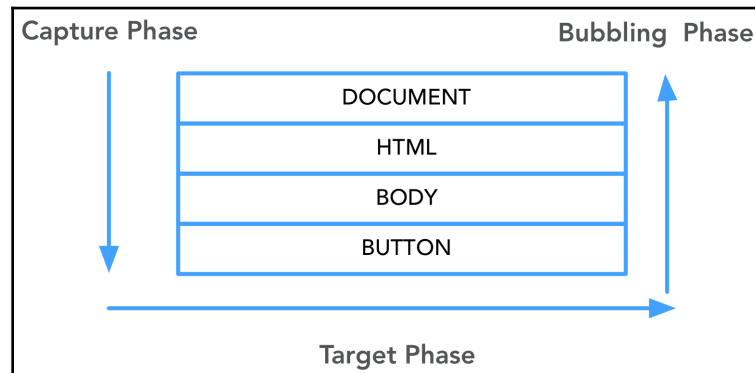 Capture Phase
Bubbling Phase
DOCUMENT
HTML
BODY
BUTTON
Target Phase